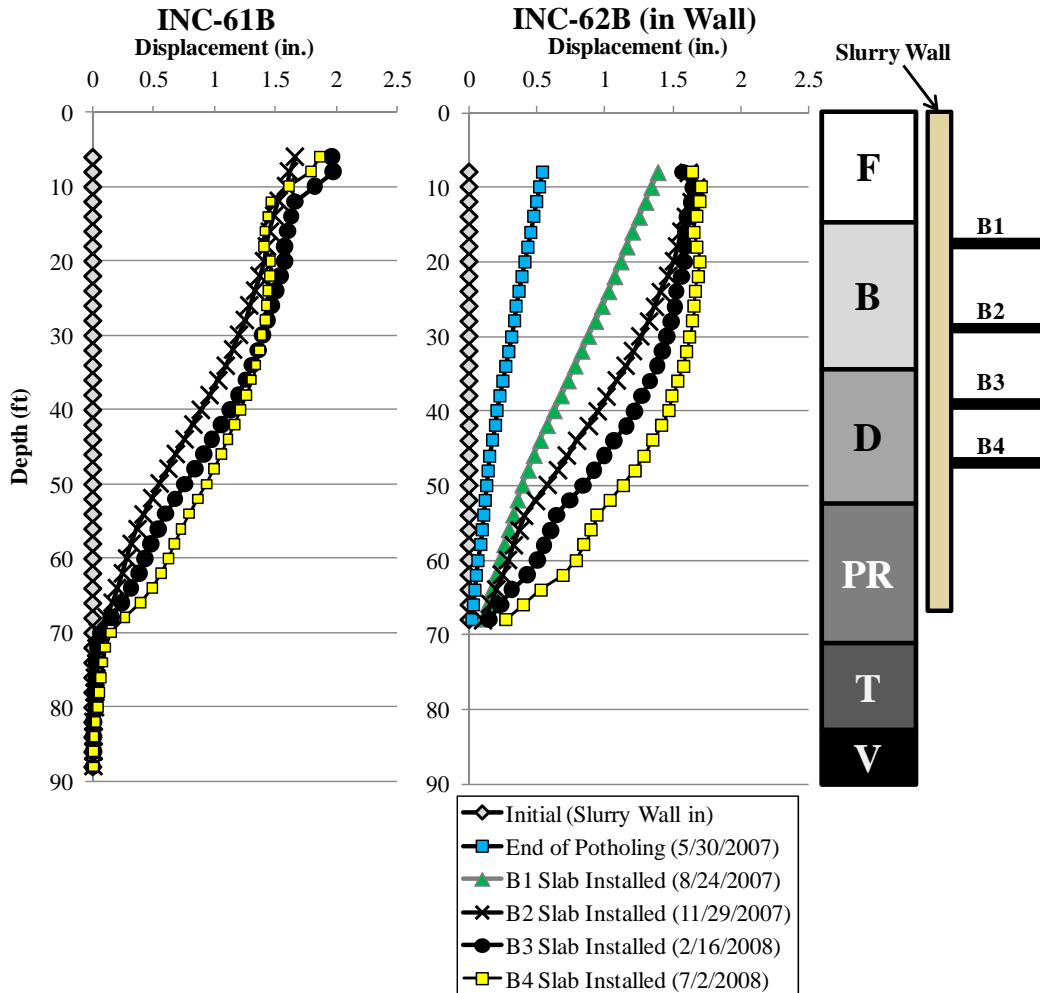 INC-61B
Displacement (in.)
0 0.5 1 1.5 2 2.5
INC-62B (in Wall)
Displacement (in.)
0 0.5 1 1.5 2 2.5
Slurry Wall
Depth (ft)
0
10
20
30
40
50
60
70
80
90
0
10
20
30
40
50
60
70
80
90
F
B
D
PR
T
V
B1
B2
B3
B4
Initial (Slurry Wall in)
End of Potholing (5/30/2007)
B1 Slab Installed (8/24/2007)
B2 Slab Installed (11/29/2007)
B3 Slab Installed (2/16/2008)
B4 Slab Installed (7/2/2008)